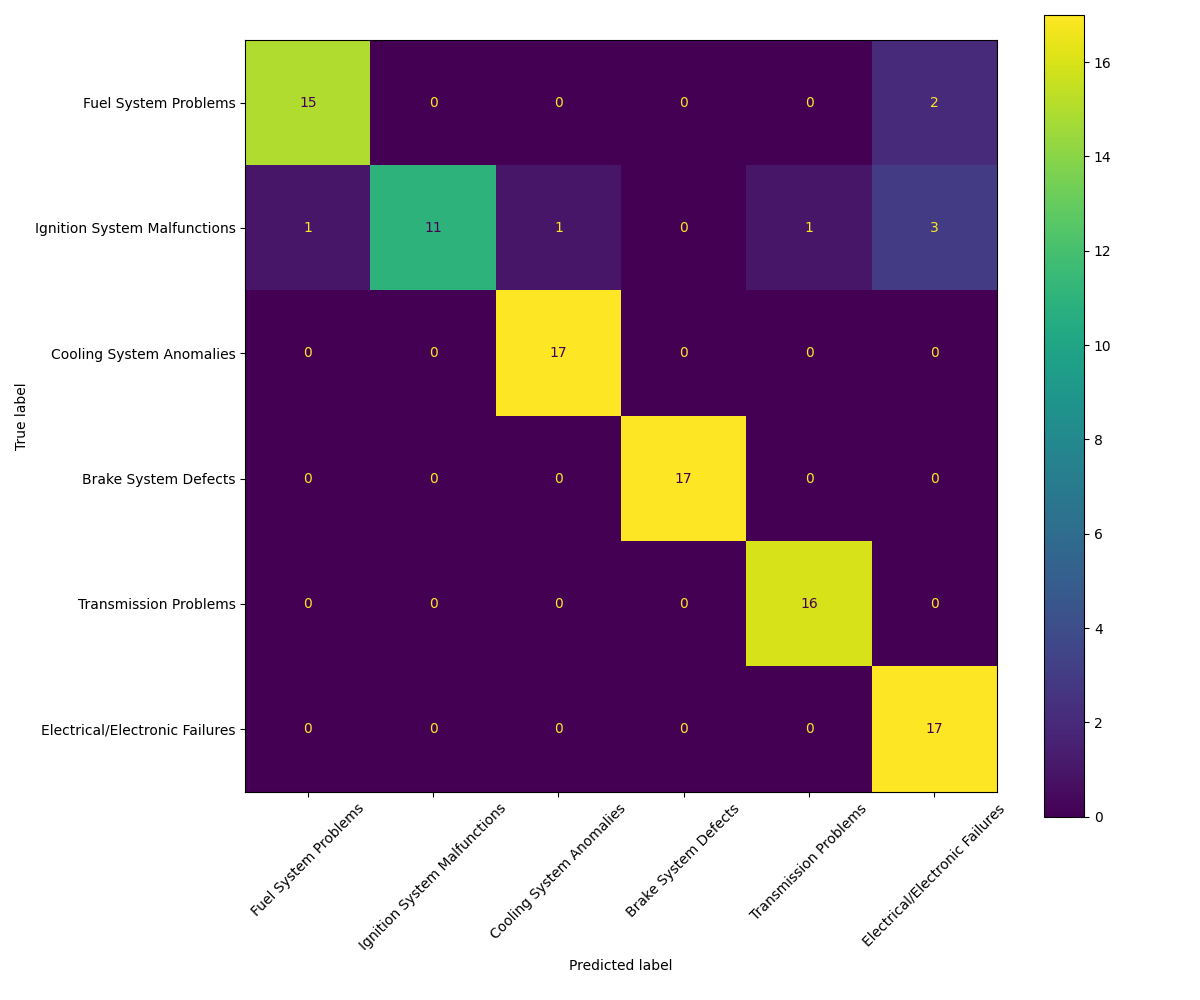 Fuel System Problems 15 0 0 0 0 2
Ignition System Malfunctions 1 11 1 0 1 3
Cooling System Anomalies 0 0 17 0 0 0
Brake System Defects 0 0 0 17 0 0
Transmission Problems 0 0 0 0 16 0
Electrical/Electronic Failures 0 0 0 0 0 17
True label
Fuel System Problems
Ignition System Malfunctions
Cooling System Anomalies
Brake System Defects
Transmission Problems
Electrical/Electronic Failures
Predicted label
16
14
12
10
8
6
4
2
0